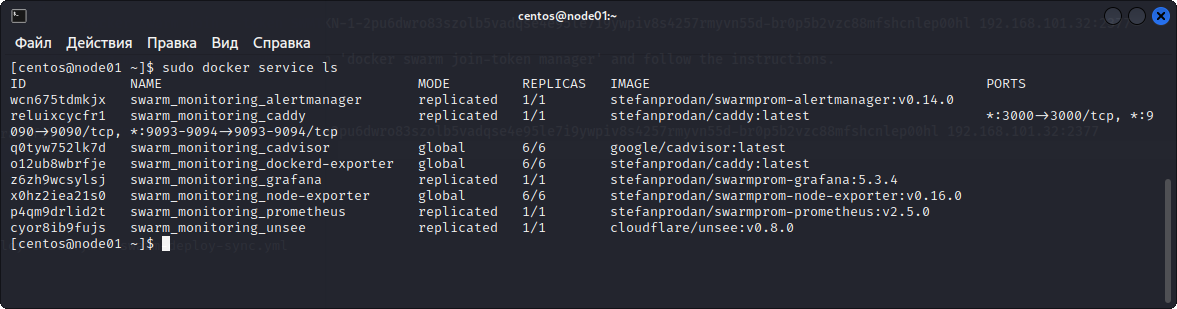 centos@node01:~
Файл Действия Правка Вид Справка
[centos@node01 ~]$ sudo docker service ls
ID NAME MODE REPLICAS IMAGE PORTS
wcn675tdmkjx swarm_monitoring_alertmanager replicated 1/1 stefanprodan/swarmprom-alertmanager:v0.14.0
reluixcycfr1 swarm_monitoring_caddy replicated 1/1 stefanprodan/caddy:latest *:3000→3000/tcp, *:9
090→9090/tcp, *:9093-9094→9093-9094/tcp
q0tyw752lk7d swarm_monitoring_cadvisor global 6/6 google/cadvisor:latest
o12ub8wbrfje swarm_monitoring_dockerd-exporter global 6/6 stefanprodan/caddy:latest
z6zh9wcsylsj swarm_monitoring_grafana replicated 1/1 stefanprodan/swarmprom-grafana:5.3.4
x0hz2iea21s0 swarm_monitoring_node-exporter global 6/6 stefanprodan/swarmprom-node-exporter:v0.16.0
p4qm9drlid2t swarm_monitoring_prometheus replicated 1/1 stefanprodan/swarmprom-prometheus:v2.5.0
cyor8ib9fujs swarm_monitoring_unsee replicated 1/1 cloudflare/unsee:v0.8.0
[centos@node01 ~]$